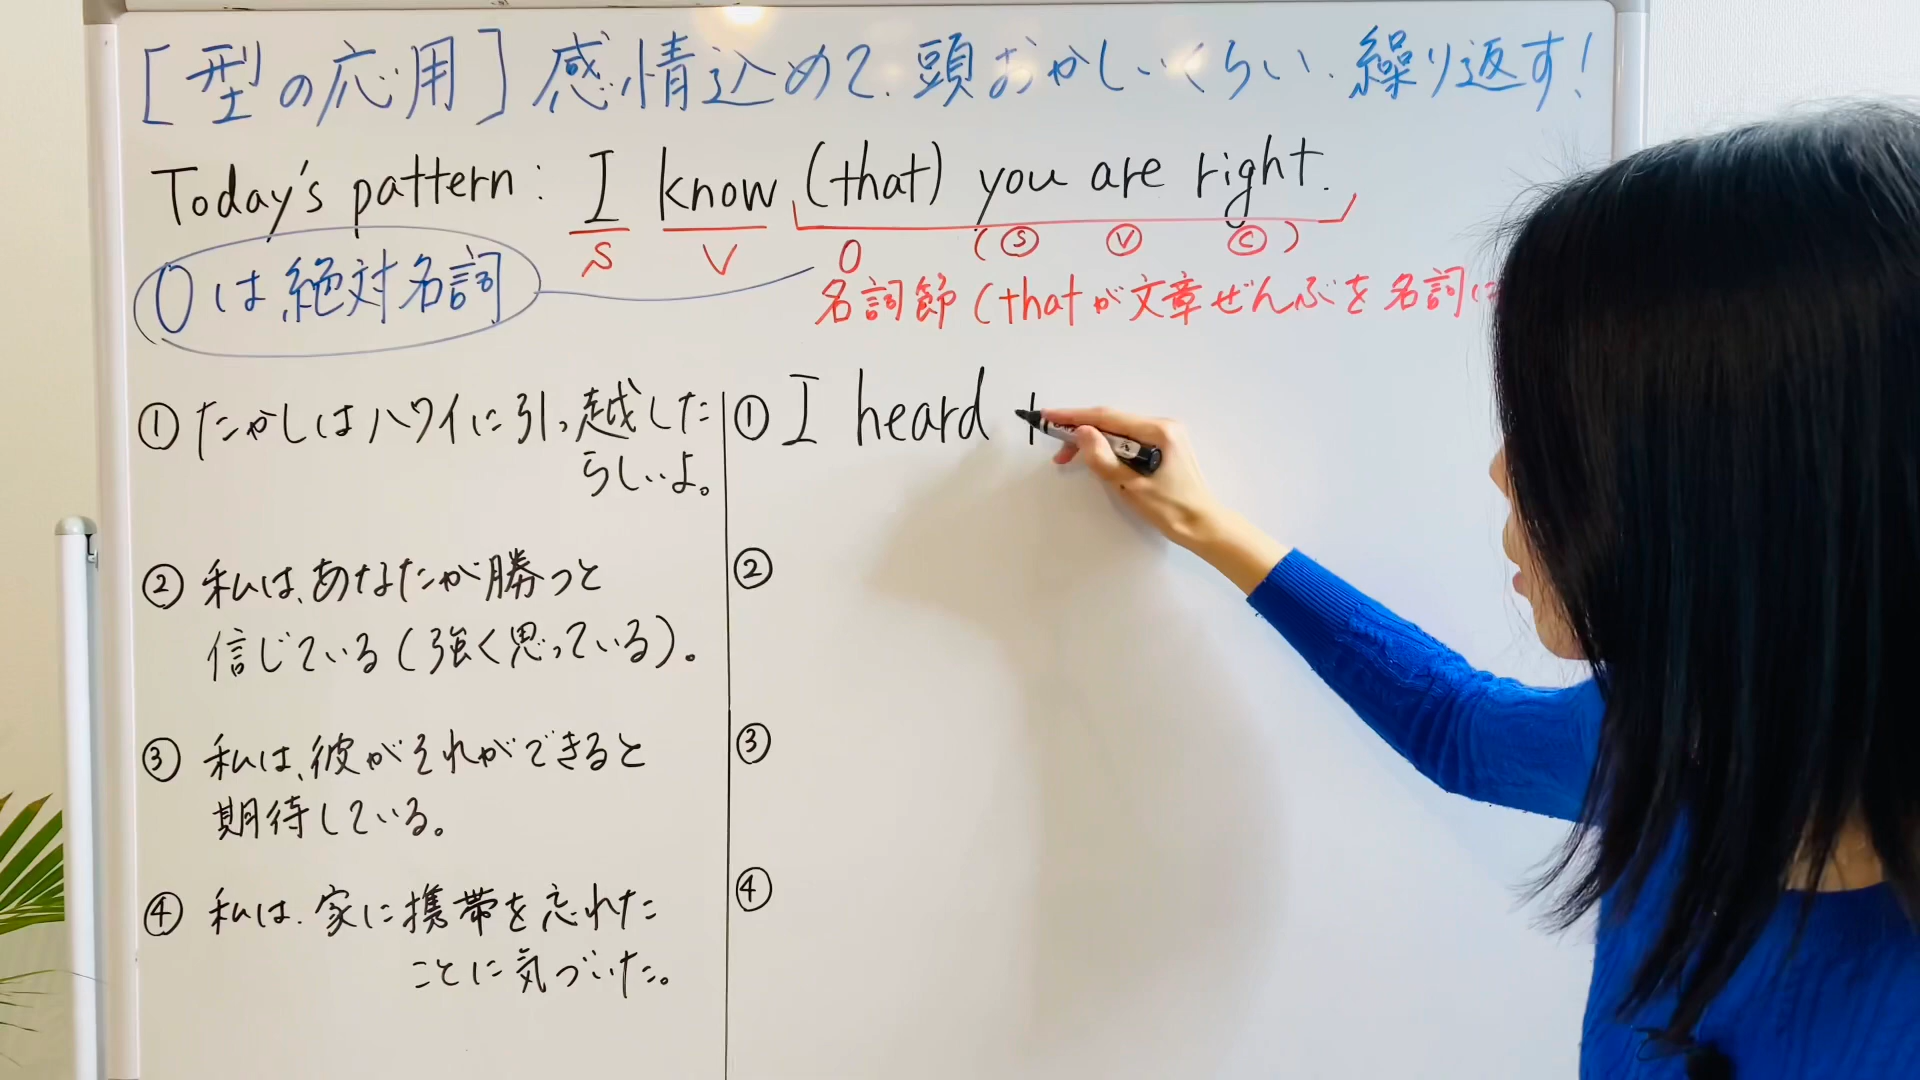 [型の応用] 感情込めて、頭おかしいくらい、繰り返す!
Today's pattern: I know (that) you are right.
S V O (Ⓢ Ⓥ Ⓒ)
Oは絶対名詞
名詞節 (thatが文章ぜんぶを名詞に
① たかしはハワイに引っ越した
らしいよ。
① I heard t
② 私は、あなたが勝つと
信じている(強く思っている)。
②
③ 私は、彼がそれができると
期待している。
③
④ 私は、家に携帯を忘れた
ことに気づいた。
④